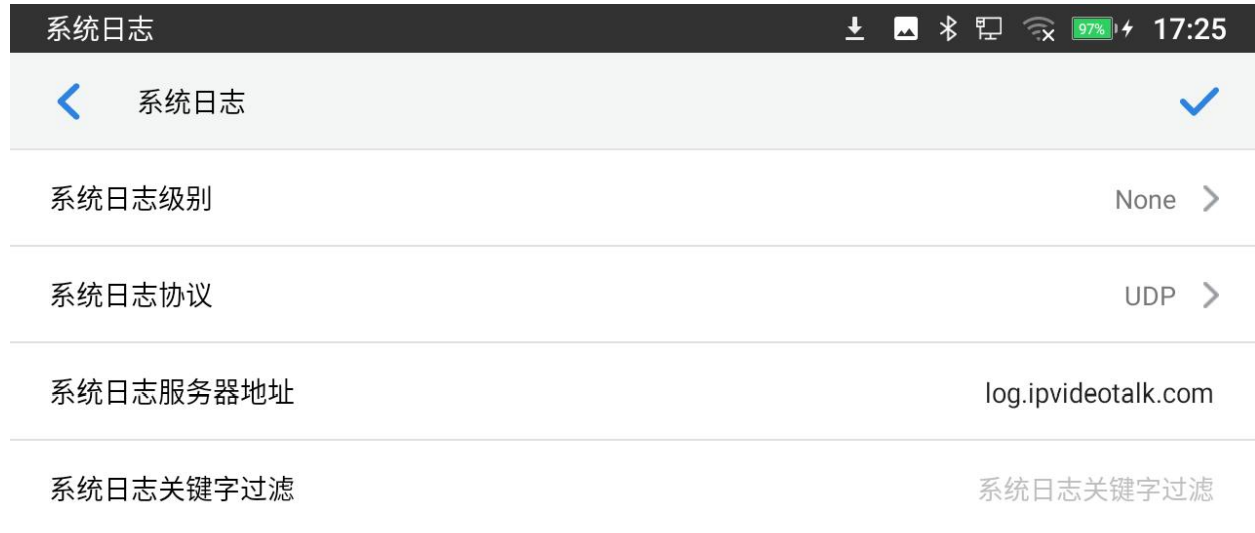 系统日志 97% 17:25
系统日志
系统日志级别 None
系统日志协议 UDP
系统日志服务器地址 log.ipvideotalk.com
系统日志关键字过滤 系统日志关键字过滤